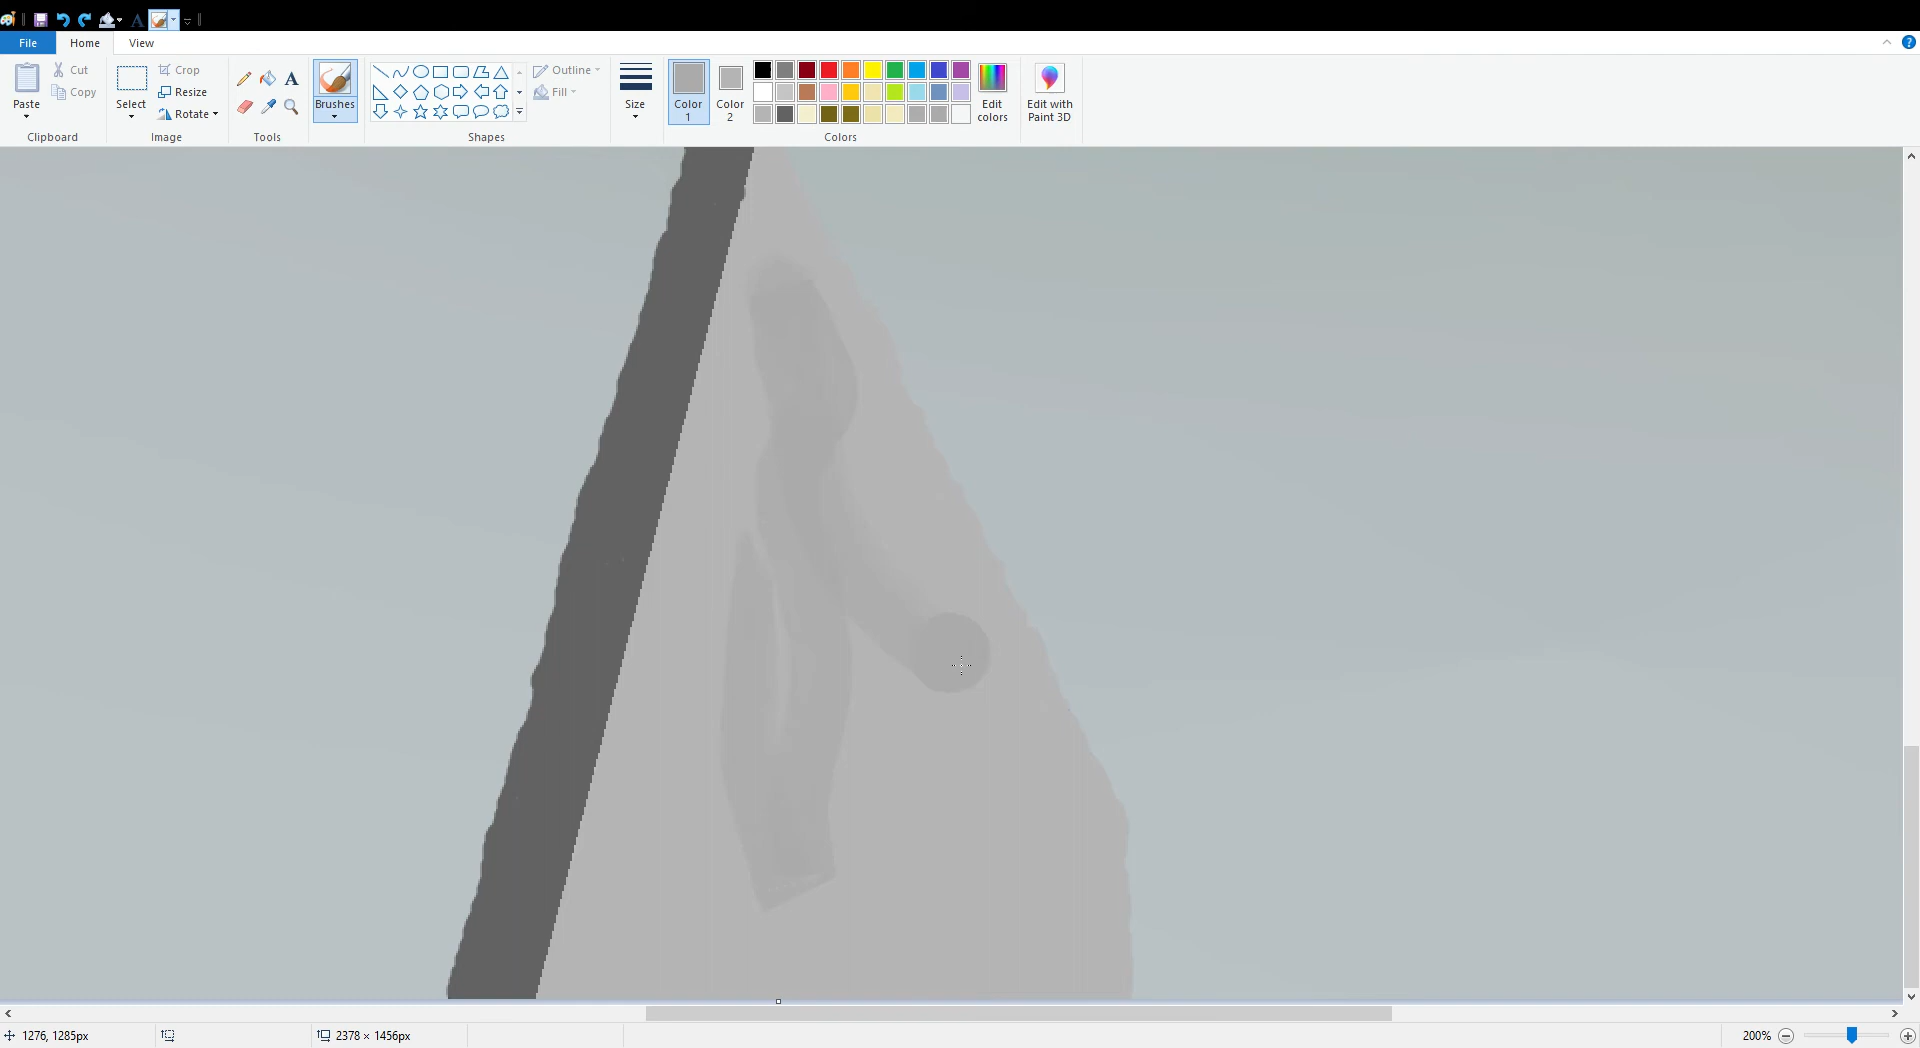 File Home View
Paste Cut Copy Clipboard
Select Crop Resize Rotate Image
A Tools
Brushes
Outline Fill Shapes
Size
Color 1 Color 2 Edit colors Colors
Edit with Paint 3D
1276, 1285px 2378 × 1456px 200%